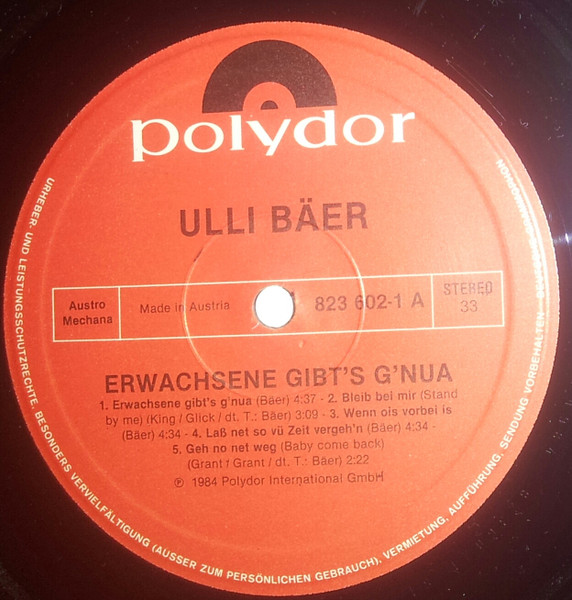 polydor
ULLI BÄER
Austro
Mechana
Made in Austria
823 602-1 A
STEREO
33
ERWACHSENE GIBT'S G'NUA
1. Erwachsene gibt's g'nua (Bäer) 4:37 - 2. Bleib bei mir (Stand
by me) (King / Glick / dt. T.: Bäer) 3:09 - 3. Wenn ois vorbei is
(Bäer) 4:34 - 4. Laß net so vü Zeit vergeh'n (Bäer) 4:34 -
5. Geh no net weg (Baby come back)
(Grant / Grant / dt. T.: Bäer) 2:22
℗ 1984 Polydor International GmbH
URHEBER- UND LEISTUNGSSCHUTZRECHTE, BESONDERS VERVIELFÄLTIGUNG (AUSSER ZUM PERSÖNLICHEN GEBRAUCH), VERMIETUNG, AUFFÜHRUNG, SENDUNG VORBEHALTEN